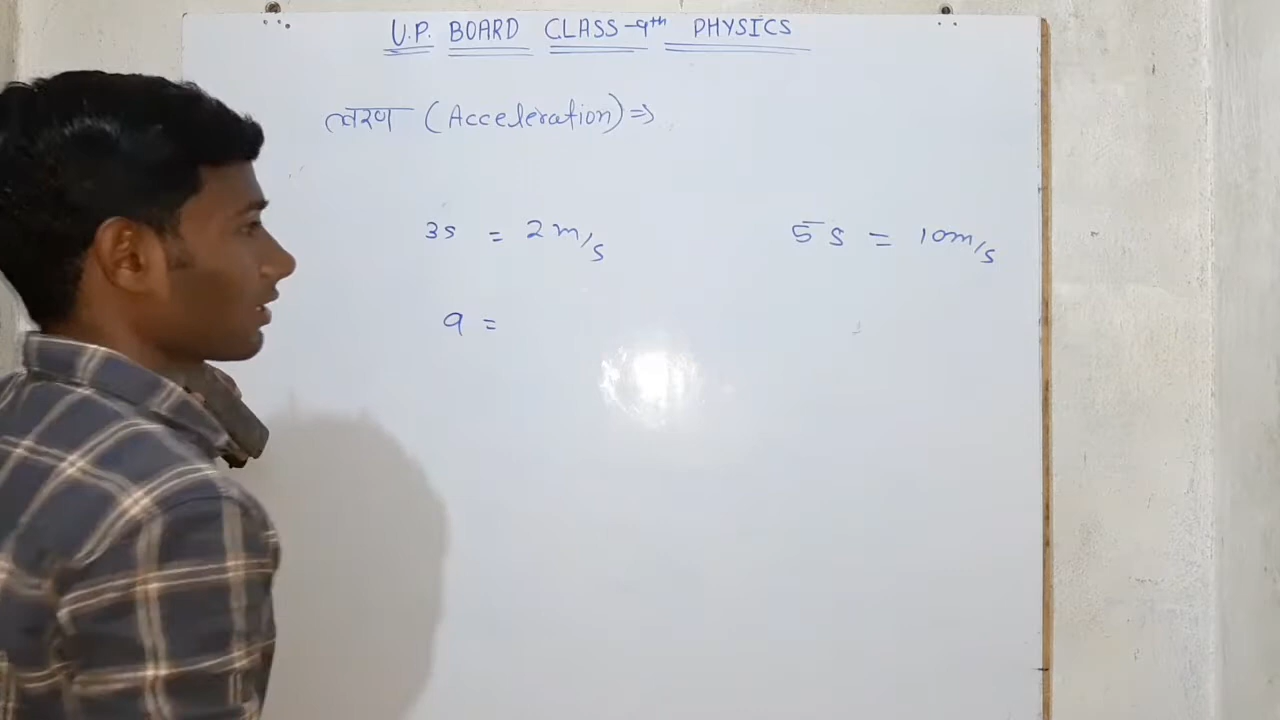 U.P. BOARD CLASS-9th PHYSICS
त्वरण (Acceleration) ⇒
3s = 2m/s 5s = 10m/s
a =